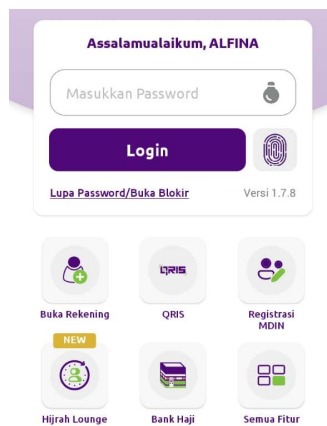 Assalamualaikum, ALFINA
Masukkan Password
Login
Lupa Password/Buka Blokir
Versi 1.7.8
QRIS
Buka Rekening
QRIS
Registrasi
MDIN
NEW
Hijrah Lounge
Bank Haji
Semua Fitur